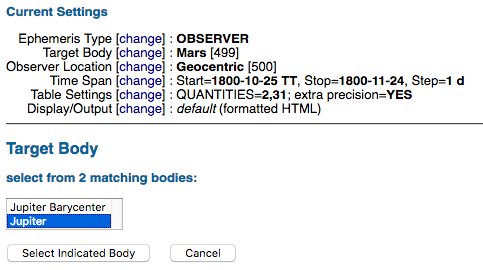 Current Settings
Ephemeris Type [change] : OBSERVER
Target Body [change] : Mars [499]
Observer Location [change] : Geocentric [500]
Time Span [change] : Start=1800-10-25 TT, Stop=1800-11-24, Step=1 d
Table Settings [change] : QUANTITIES=2,31; extra precision=YES
Display/Output [change] : default (formatted HTML)
Target Body
select from 2 matching bodies:
Jupiter Barycenter
Jupiter
Select Indicated Body Cancel